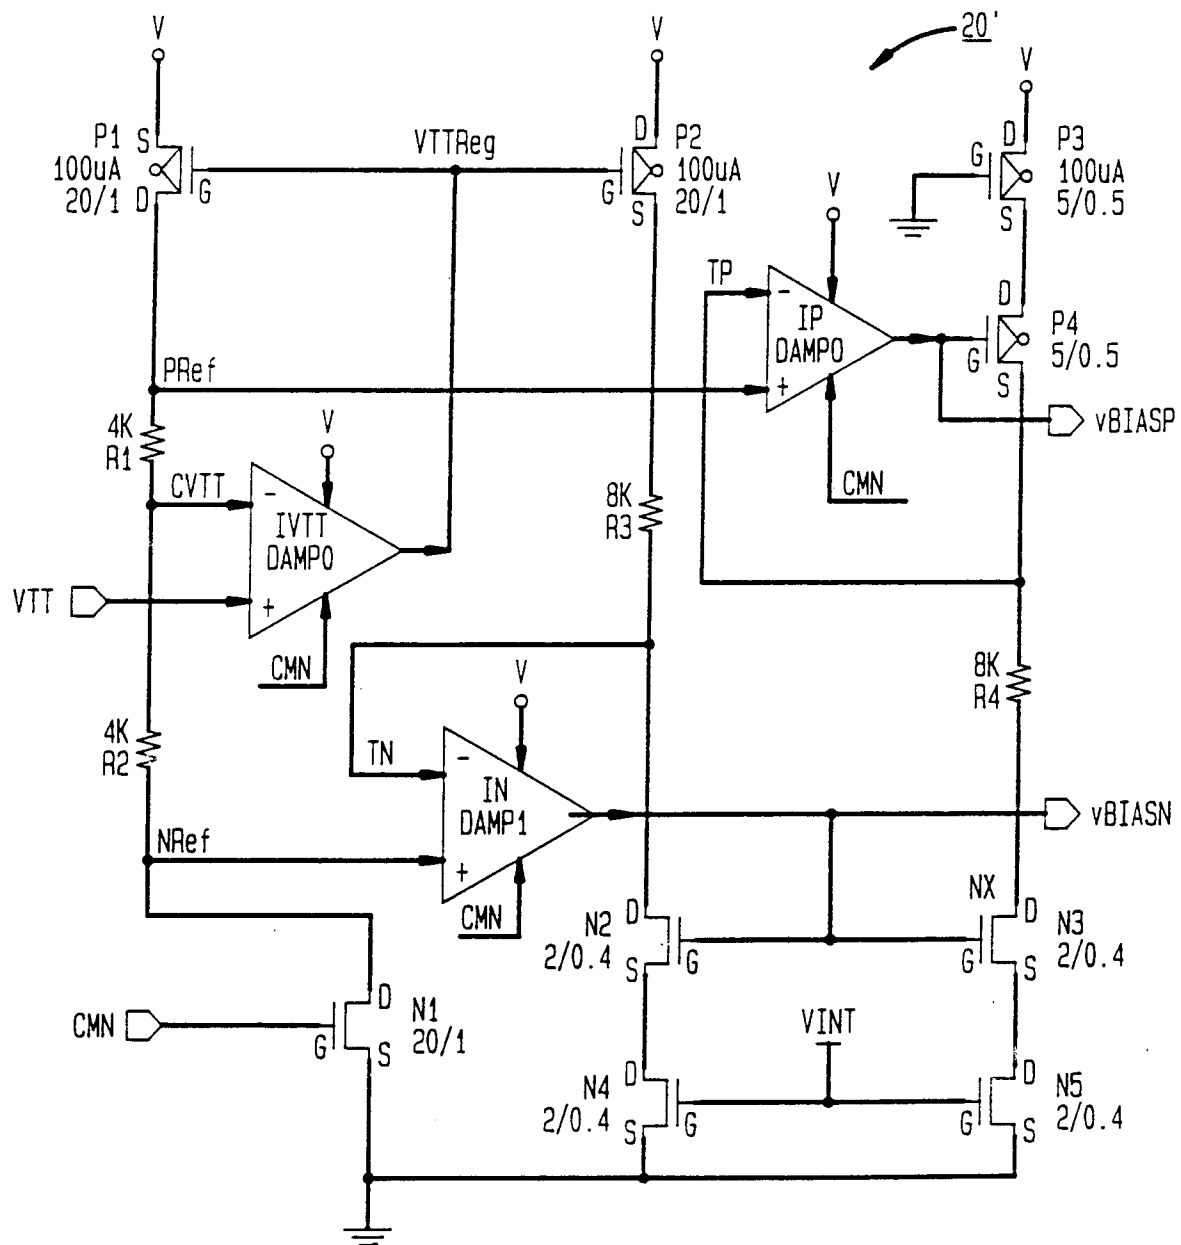 20'
V
V
V
P1
100uA
20/1
S
D
G
VTTReg
D
G
S
P2
100uA
20/1
V
D
G
S
P3
100uA
5/0.5
TP
-
IP
DAMP0
+
D
G
S
P4
5/0.5
PRef
vBIASP
CMN
4K
R1
V
CVTT
-
IVTT
DAMP0
+
8K
R3
VTT
CMN
8K
R4
V
4K
R2
TN
-
IN
DAMP1
+
vBIASN
NRef
CMN
NX
N2
2/0.4
D
G
S
D
G
S
N3
2/0.4
CMN
D
G
S
N1
20/1
VINT
N4
2/0.4
D
G
S
D
G
S
N5
2/0.4